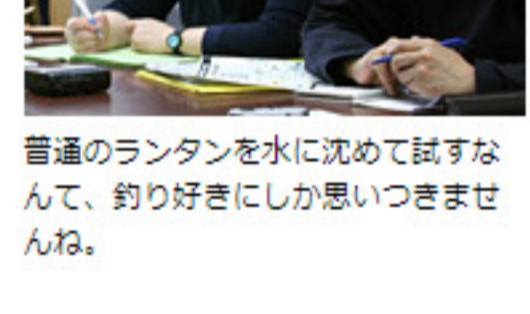 普通のランタンを水に沈めて試すな
んて、釣り好きにしか思いつきませ
んね。